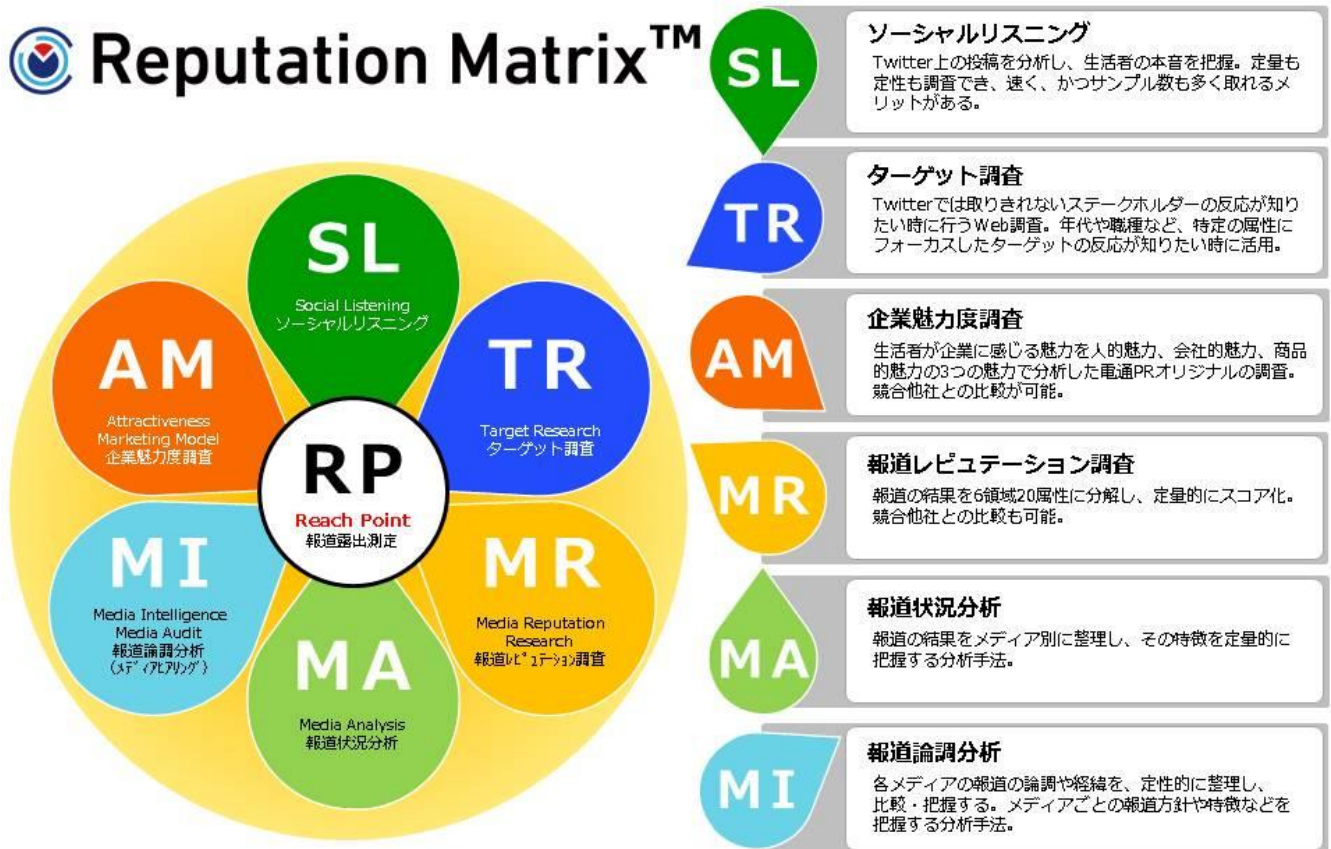 Reputation Matrix™
SL
Social Listening
ソーシャルリスニング
TR
Target Research
ターゲット調査
MR
Media Reputation
Research
報道ﾚﾋﾟｭﾃｰｼｮﾝ調査
MA
Media Analysis
報道状況分析
MI
Media Intelligence
Media Audit
報道論調分析
(ﾒﾃﾞｨｱﾋｱﾘﾝｸﾞ)
AM
Attractiveness
Marketing Model
企業魅力度調査
RP
Reach Point
報道露出測定
SL
ソーシャルリスニング
Twitter上の投稿を分析し、生活者の本音を把握。定量も
定性も調査でき、速く、かつサンプル数も多く取れるメ
リットがある。
TR
ターゲット調査
Twitterでは取りきれないステークホルダーの反応が知り
たい時に行うWeb調査。年代や職種など、特定の属性に
フォーカスしたターゲットの反応が知りたい時に活用。
AM
企業魅力度調査
生活者が企業に感じる魅力を人的魅力、会社的魅力、商品
的魅力の3つの魅力で分析した電通PRオリジナルの調査。
競合他社との比較が可能。
MR
報道レピュテーション調査
報道の結果を6領域20属性に分解し、定量的にスコア化。
競合他社との比較も可能。
MA
報道状況分析
報道の結果をメディア別に整理し、その特徴を定量的に
把握する分析手法。
MI
報道論調分析
各メディアの報道の論調や経緯を、定性的に整理し、
比較・把握する。メディアごとの報道方針や特徴などを
把握する分析手法。